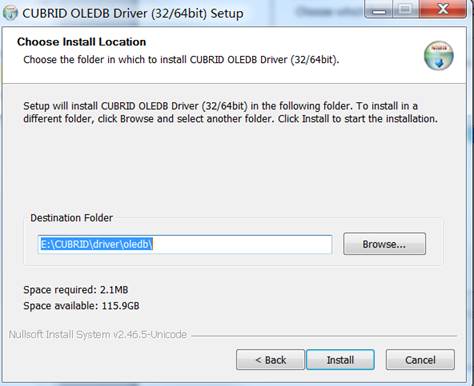 CUBRID OLEDB Driver (32/64bit) Setup
Choose Install Location
Choose the folder in which to install CUBRID OLEDB Driver (32/64bit).
Setup will install CUBRID OLEDB Driver (32/64bit) in the following folder. To install in a
different folder, click Browse and select another folder. Click Install to start the installation.
Destination Folder
E:\CUBRID\driver\oledb\
Browse...
Space required: 2.1MB
Space available: 115.9GB
Nullsoft Install System v2.46.5-Unicode
< Back
Install
Cancel